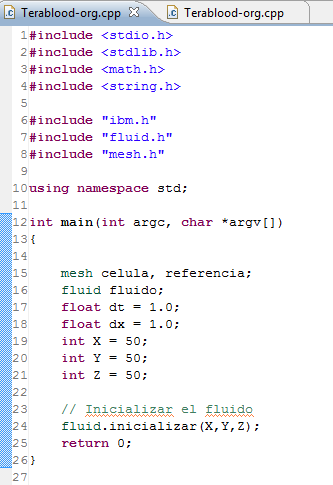 Terablood-org.cpp Terablood-org.cpp
1 #include <stdio.h>
2 #include <stdlib.h>
3 #include <math.h>
4 #include <string.h>
5
6 #include "ibm.h"
7 #include "fluid.h"
8 #include "mesh.h"
9
10 using namespace std;
11
12 int main(int argc, char *argv[])
13 {
14
15     mesh celula, referencia;
16     fluid fluido;
17     float dt = 1.0;
18     float dx = 1.0;
19     int X = 50;
20     int Y = 50;
21     int Z = 50;
22
23     // Inicializar el fluido
24     fluid.inicializar(X,Y,Z);
25     return 0;
26 }
27